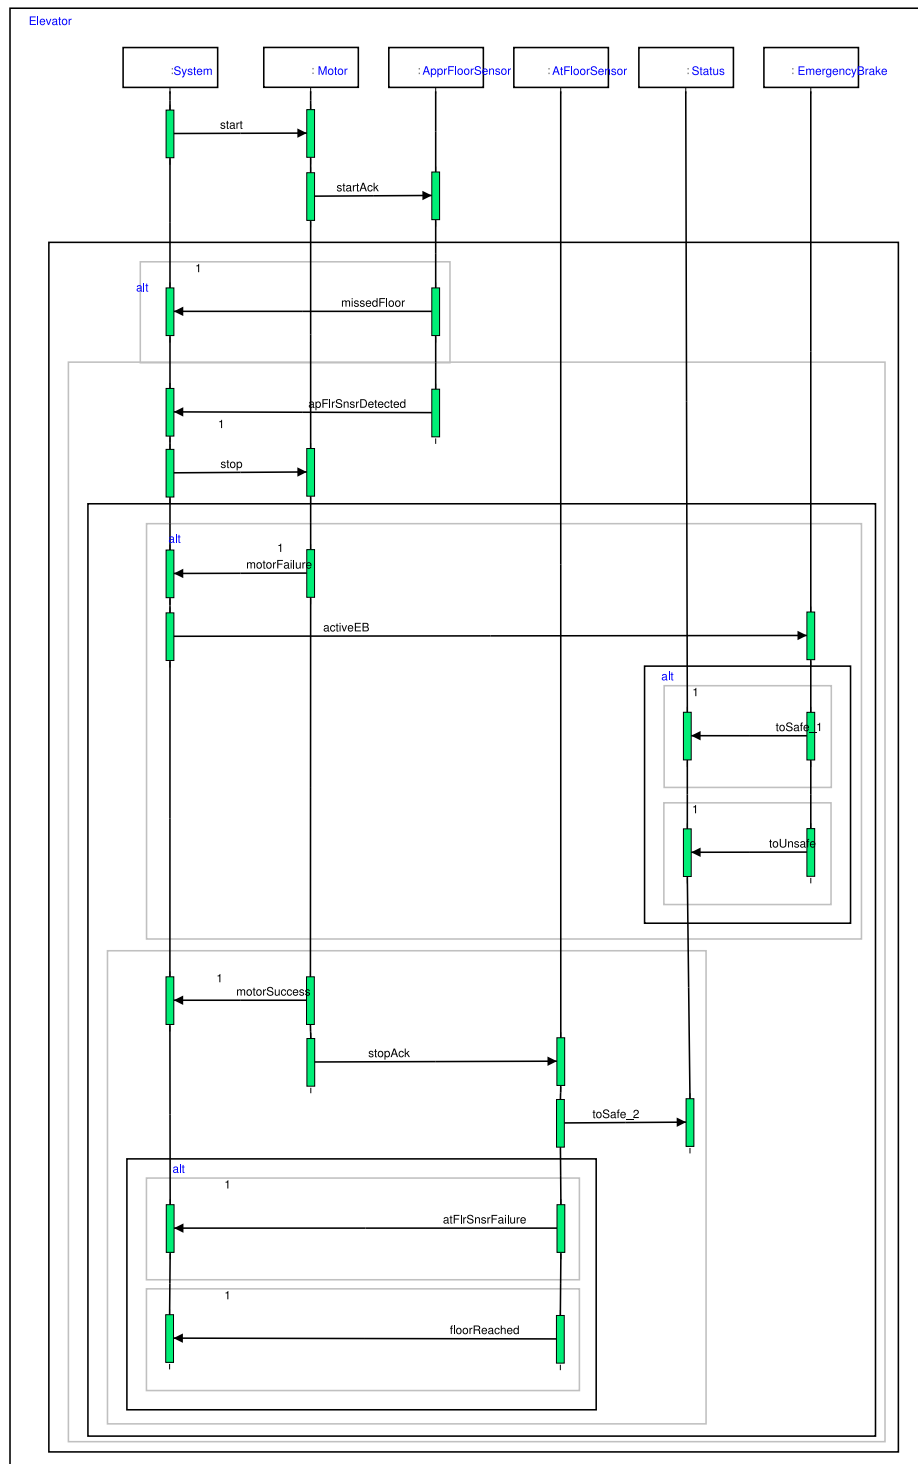 Elevator
:System
: Motor
: ApprFloorSensor
: AtFloorSensor
: Status
: EmergencyBrake
start
startAck
1
alt
missedFloor
apFlrSnsrDetected
1
stop
alt
1
motorFailure
activeEB
alt
1
toSafe_1
1
toUnsafe
1
motorSuccess
stopAck
toSafe_2
alt
1
atFlrSnsrFailure
1
floorReached